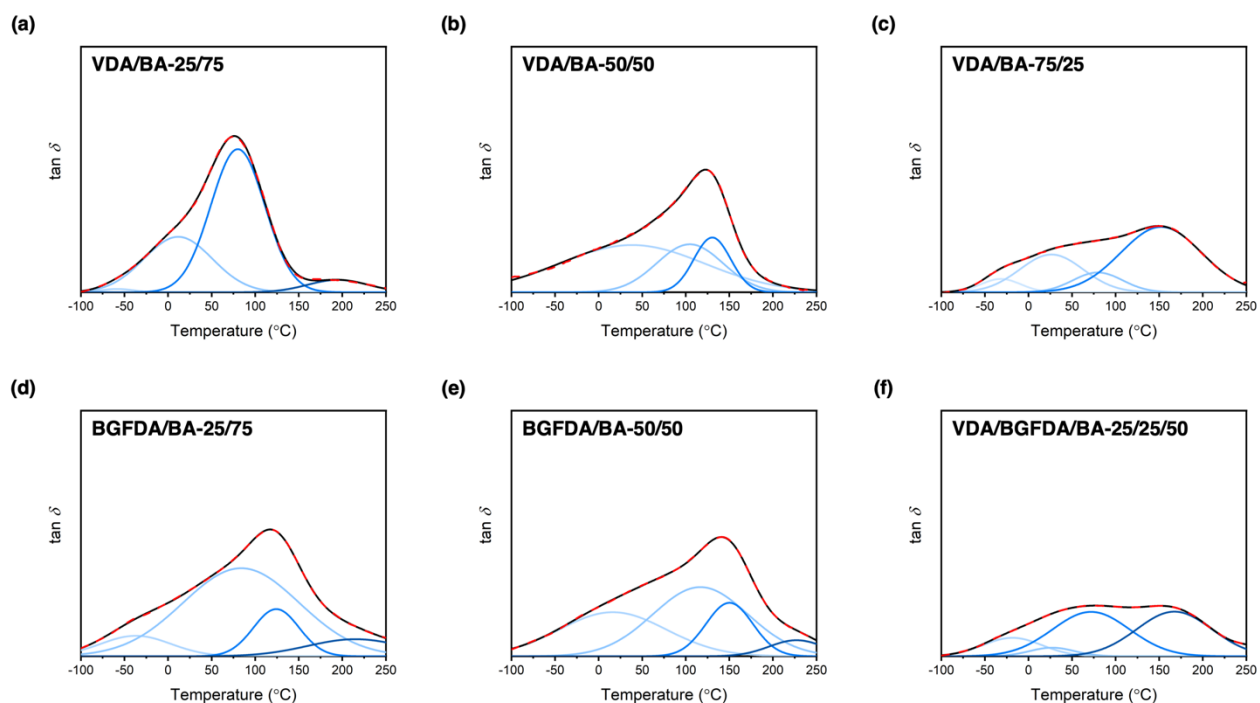 (a)
VDA/BA-25/75
tan δ
-100 -50 0 50 100 150 200 250
Temperature (°C)
(b)
VDA/BA-50/50
tan δ
-100 -50 0 50 100 150 200 250
Temperature (°C)
(c)
VDA/BA-75/25
tan δ
-100 -50 0 50 100 150 200 250
Temperature (°C)
(d)
BGFDA/BA-25/75
tan δ
-100 -50 0 50 100 150 200 250
Temperature (°C)
(e)
BGFDA/BA-50/50
tan δ
-100 -50 0 50 100 150 200 250
Temperature (°C)
(f)
VDA/BGFDA/BA-25/25/50
tan δ
-100 -50 0 50 100 150 200 250
Temperature (°C)